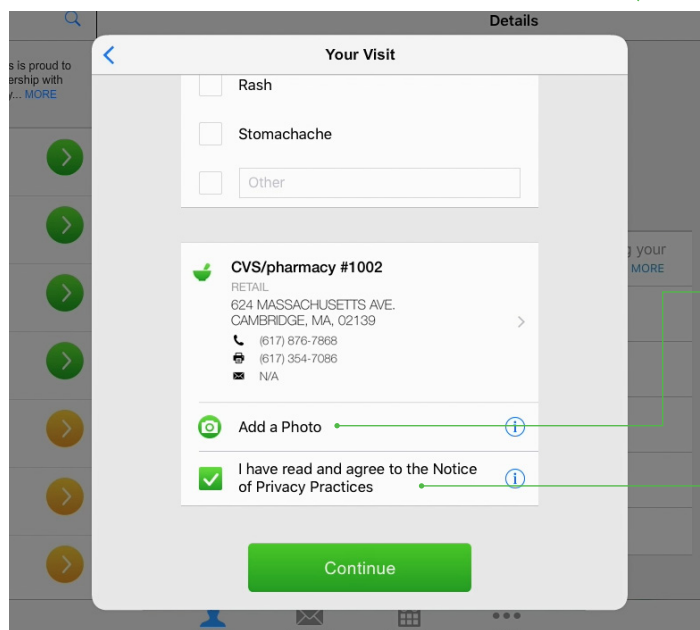 Details
Your Visit
s is proud to
ership with
y... MORE
Rash
Stomachache
Other
g your
MORE
CVS/pharmacy #1002
RETAIL
624 MASSACHUSETTS AVE.
CAMBRIDGE, MA, 02139
(617) 876-7868
(617) 354-7086
N/A
Add a Photo
I have read and agree to the Notice
of Privacy Practices
Continue